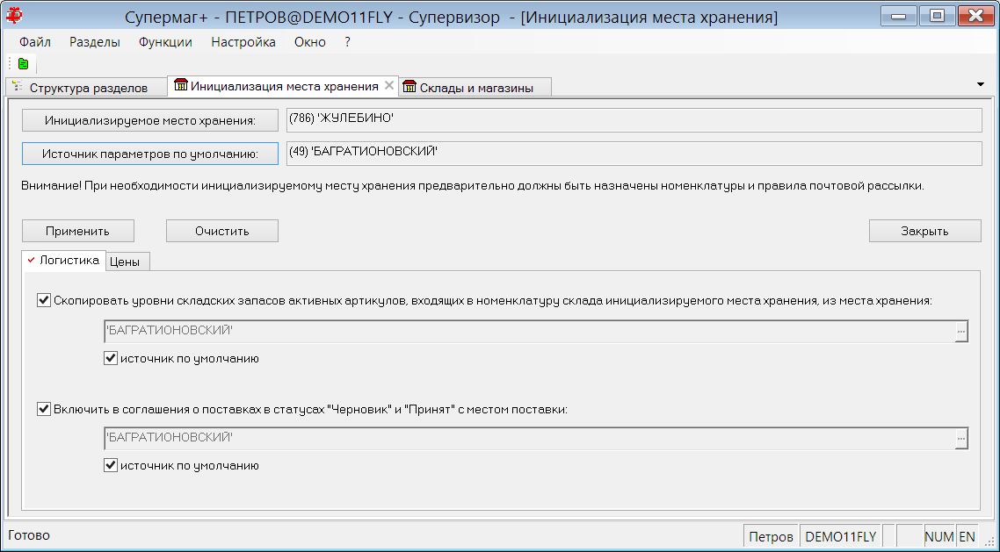 Супермаг+ - ПЕТРОВ@DEMO11FLY - Супервизор - [Инициализация места хранения]
Файл Разделы Функции Настройка Окно ?
Структура разделов Инициализация места хранения Склады и магазины
Инициализируемое место хранения: (786) 'ЖУЛЕБИНО'
Источник параметров по умолчанию: (49) 'БАГРАТИОНОВСКИЙ'
Внимание! При необходимости инициализируемому месту хранения предварительно должны быть назначены номенклатуры и правила почтовой рассылки.
Применить Очистить Закрыть
Логистика Цены
Скопировать уровни складских запасов активных артикулов, входящих в номенклатуру склада инициализируемого места хранения, из места хранения:
'БАГРАТИОНОВСКИЙ' ...
источник по умолчанию
Включить в соглашения о поставках в статусах "Черновик" и "Принят" с местом поставки:
'БАГРАТИОНОВСКИЙ' ...
источник по умолчанию
Готово Петров DEMO11FLY NUM EN